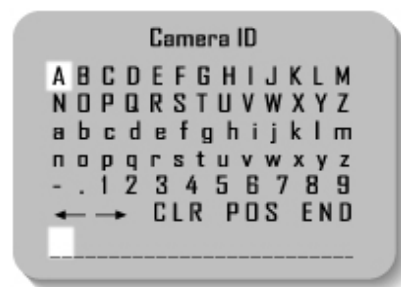 Camera ID
A B C D E F G H I J K L M
N O P Q R S T U V W X Y Z
a b c d e f g h i j k l m
n o p q r s t u v w x y z
- . 1 2 3 4 5 6 7 8 9
← → CLR POS END